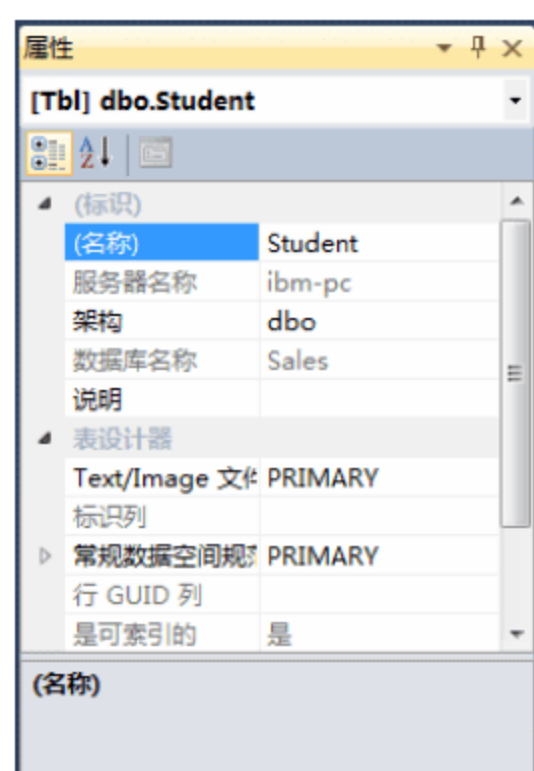 属性
[Tbl] dbo.Student
(标识)
(名称) Student
服务器名称 ibm-pc
架构 dbo
数据库名称 Sales
说明
表设计器
Text/Image 文件 PRIMARY
标识列
常规数据空间规范 PRIMARY
行 GUID 列
是可索引的 是
(名称)